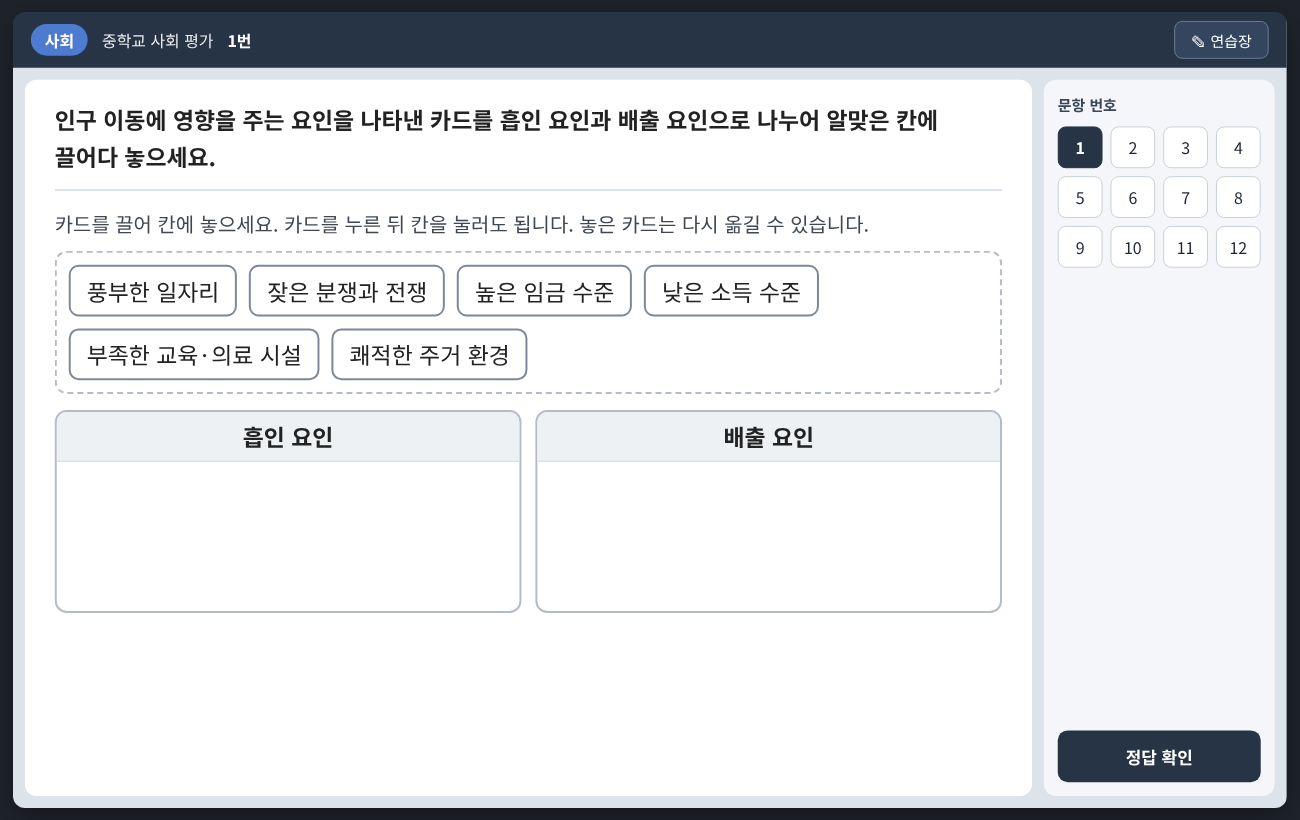 사회 중학교 사회 평가 1번
✎ 연습장
인구 이동에 영향을 주는 요인을 나타낸 카드를 흡인 요인과 배출 요인으로 나누어 알맞은 칸에
끌어다 놓으세요.
카드를 끌어 칸에 놓으세요. 카드를 누른 뒤 칸을 눌러도 됩니다. 놓은 카드는 다시 옮길 수 있습니다.
풍부한 일자리 잦은 분쟁과 전쟁 높은 임금 수준 낮은 소득 수준
부족한 교육·의료 시설 쾌적한 주거 환경
흡인 요인 배출 요인
문항 번호
1 2 3 4
5 6 7 8
9 10 11 12
정답 확인